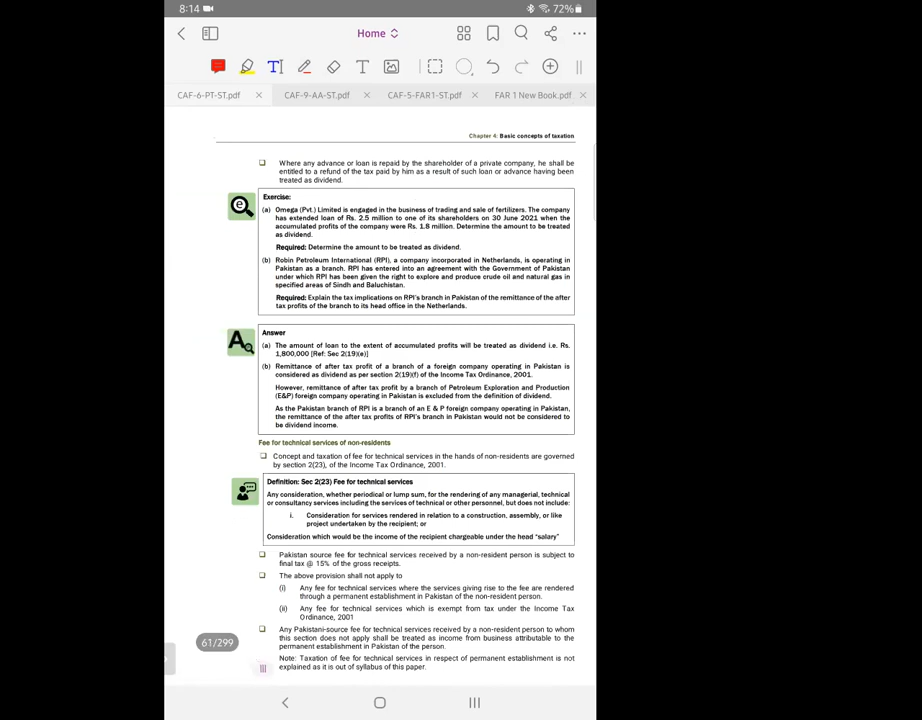 8:14
72%
Home
CAF-6-PT-ST.pdf
CAF-9-AA-ST.pdf
CAF-5-FAR1-ST.pdf
FAR 1 New Book.pdf
Chapter 4: Basic concepts of taxation
Where any advance or loan is repaid by the shareholder of a private company, he shall be
entitled to a refund of the tax paid by him as a result of such loan or advance having been
treated as dividend.
Exercise:
(a) Omega (Pvt.) Limited is engaged in the business of trading and sale of fertilizers. The company
has extended loan of Rs. 2.5 million to one of its shareholders on 30 June 2021 when the
accumulated profits of the company were Rs. 1.8 million. Determine the amount to be treated
as dividend.
Required: Determine the amount to be treated as dividend.
(b) Robin Petroleum International (RPI), a company incorporated in Netherlands, is operating in
Pakistan as a branch. RPI has entered into an agreement with the Government of Pakistan
under which RPI has been given the right to explore and produce crude oil and natural gas in
specified areas of Sindh and Baluchistan.
Required: Explain the tax implications on RPI's branch in Pakistan of the remittance of the after
tax profits of the branch to its head office in the Netherlands.
Answer
(a) The amount of loan to the extent of accumulated profits will be treated as dividend i.e. Rs.
1,800,000 [Ref: Sec 2(19)(e)]
(b) Remittance of after tax profit of a branch of a foreign company operating in Pakistan is
considered as dividend as per section 2(19)(f) of the Income Tax Ordinance, 2001.
However, remittance of after tax profit by a branch of Petroleum Exploration and Production
(E&P) foreign company operating in Pakistan is excluded from the definition of dividend.
As the Pakistan branch of RPI is a branch of an E & P foreign company operating in Pakistan,
the remittance of the after tax profits of RPI's branch in Pakistan would not be considered to
be dividend income.
Fee for technical services of non-residents
Concept and taxation of fee for technical services in the hands of non-residents are governed
by section 2(23), of the Income Tax Ordinance, 2001.
Definition: Sec 2(23) Fee for technical services
Any consideration, whether periodical or lump sum, for the rendering of any managerial, technical
or consultancy services including the services of technical or other personnel, but does not include:
i. Consideration for services rendered in relation to a construction, assembly, or like
project undertaken by the recipient; or
Consideration which would be the income of the recipient chargeable under the head "salary"
Pakistan source fee for technical services received by a non-resident person is subject to
final tax @ 15% of the gross receipts.
The above provision shall not apply to
(i) Any fee for technical services where the services giving rise to the fee are rendered
through a permanent establishment in Pakistan of the non-resident person.
(ii) Any fee for technical services which is exempt from tax under the Income Tax
Ordinance, 2001
Any Pakistani-source fee for technical services received by a non-resident person to whom
this section does not apply shall be treated as income from business attributable to the
permanent establishment in Pakistan of the person.
61/299
Note: Taxation of fee for technical services in respect of permanent establishment is not
explained as it is out of syllabus of this paper.